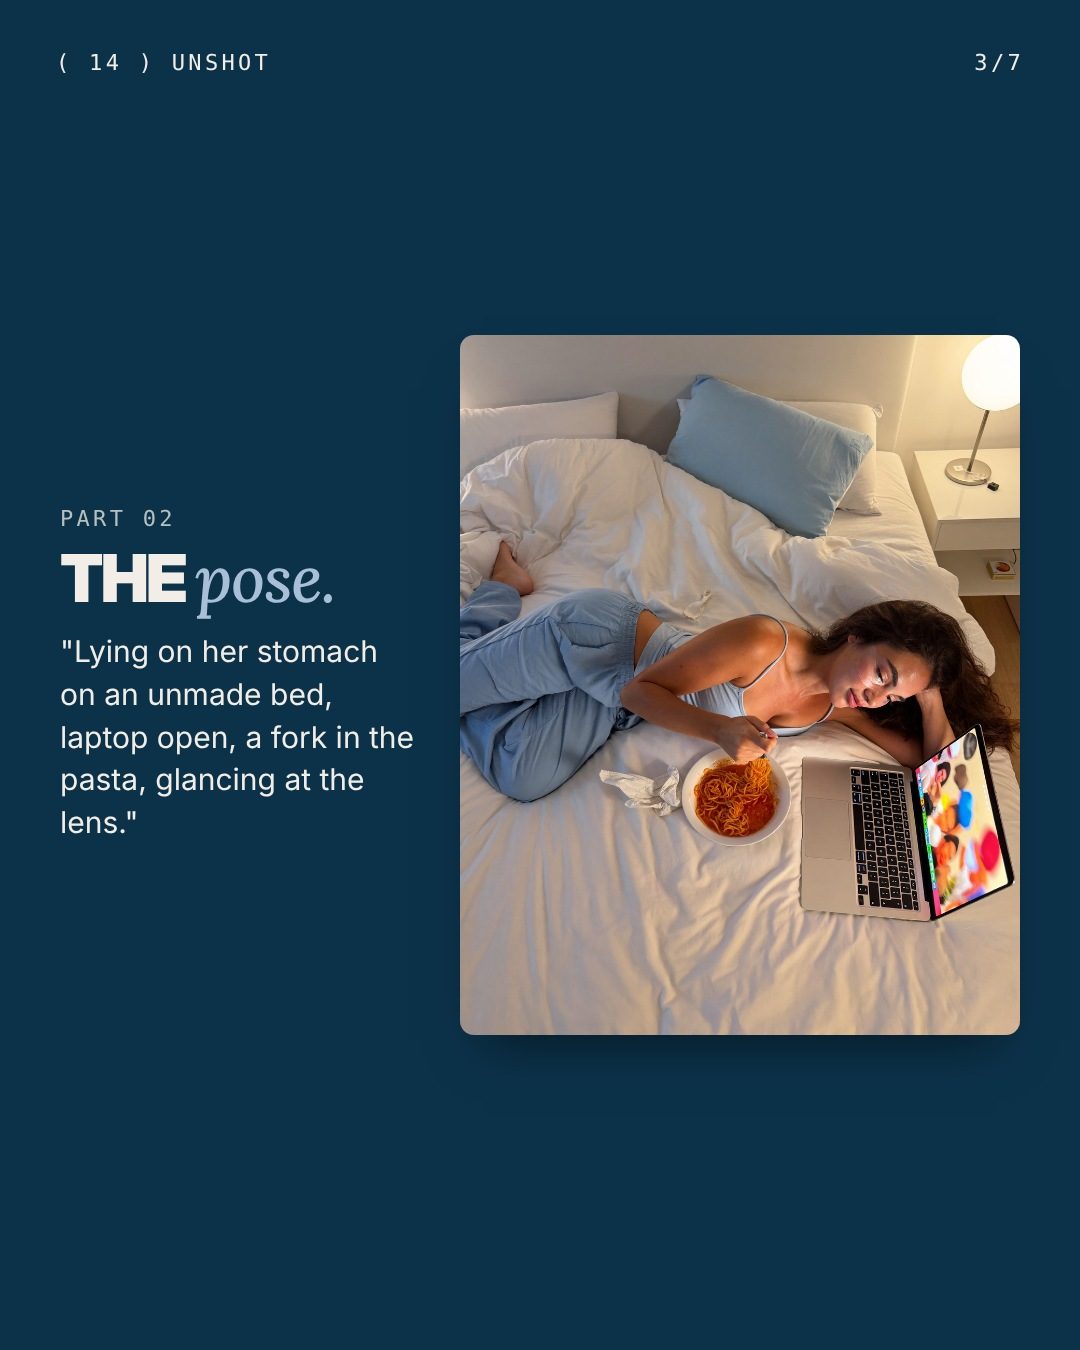 ( 14 ) UNSHOT
3/7
PART 02
THE pose.
"Lying on her stomach
on an unmade bed,
laptop open, a fork in the
pasta, glancing at the
lens."